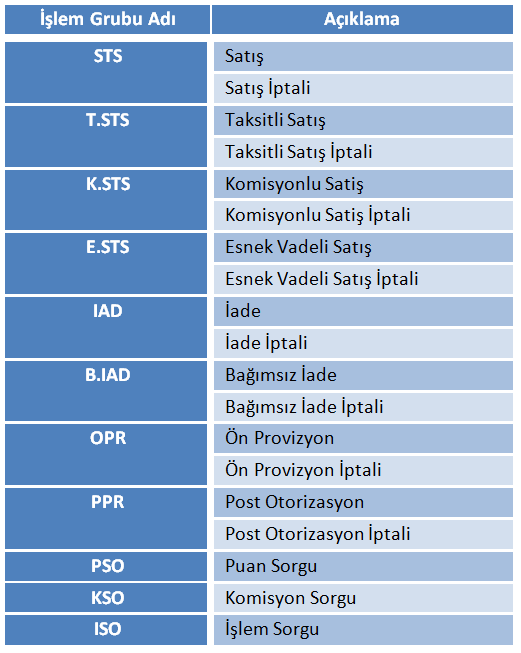 İşlem Grubu Adı Açıklama
STS Satış
Satış İptali
T.STS Taksitli Satış
Taksitli Satış İptali
K.STS Komisyonlu Satiş
Komisyonlu Satiş İptali
E.STS Esnek Vadeli Satış
Esnek Vadeli Satış İptali
IAD İade
İade İptali
B.IAD Bağımsız İade
Bağımsız İade İptali
OPR Ön Provizyon
Ön Provizyon İptali
PPR Post Otorizasyon
Post Otorizasyon İptali
PSO Puan Sorgu
KSO Komisyon Sorgu
ISO İşlem Sorgu